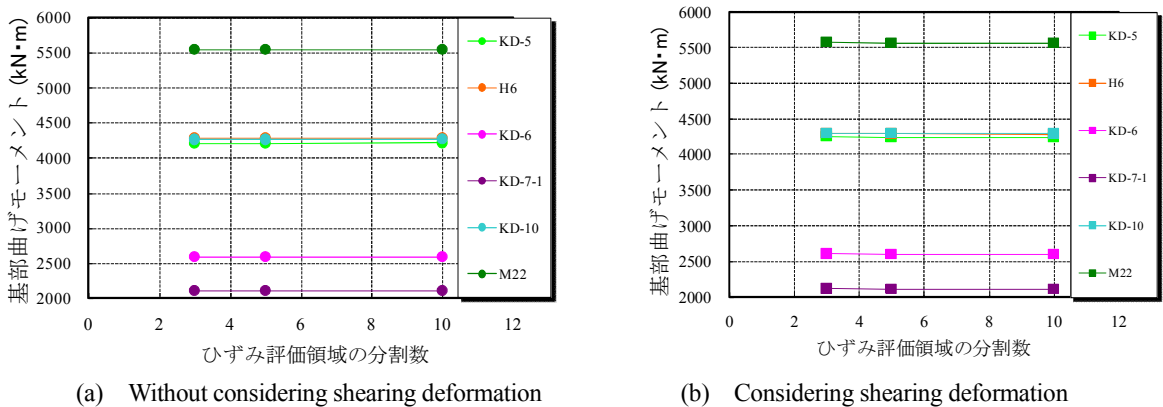 基部曲げモーメント (kN・m)
6000
5500
5000
4500
4000
3500
3000
2500
2000
0 2 4 6 8 10 12
ひずみ評価領域の分割数
KD-5
H6
KD-6
KD-7-1
KD-10
M22
(a) Without considering shearing deformation
基部曲げモーメント (kN・m)
6000
5500
5000
4500
4000
3500
3000
2500
2000
0 2 4 6 8 10 12
ひずみ評価領域の分割数
KD-5
H6
KD-6
KD-7-1
KD-10
M22
(b) Considering shearing deformation